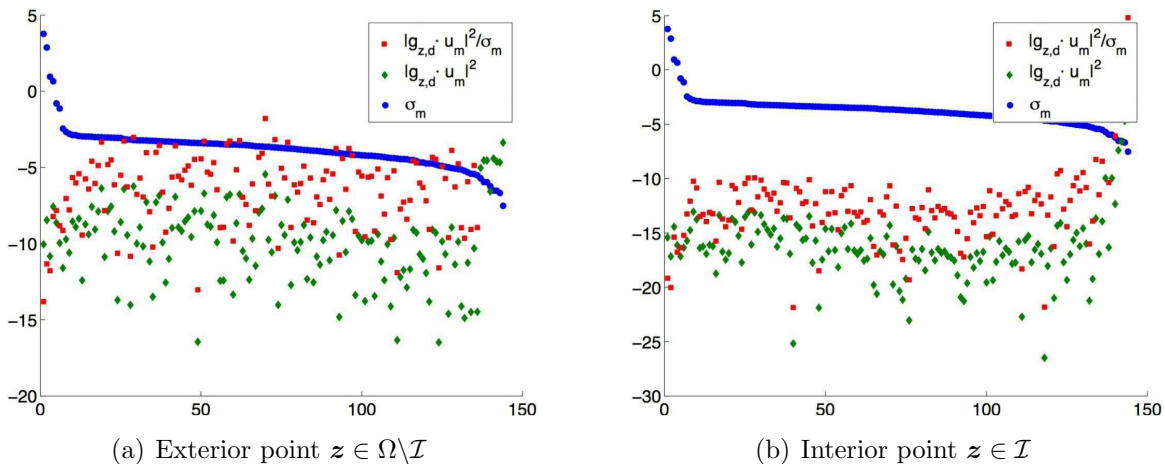 5
0
−5
−10
−15
−20
0
50
100
150
|g_{z,d}· u_m|²/σ_m
|g_{z,d}· u_m|²
σ_m
(a) Exterior point z ∈ Ω\I
5
0
−5
−10
−15
−20
−25
−30
0
50
100
150
|g_{z,d}· u_m|²/σ_m
|g_{z,d}· u_m|²
σ_m
(b) Interior point z ∈ I